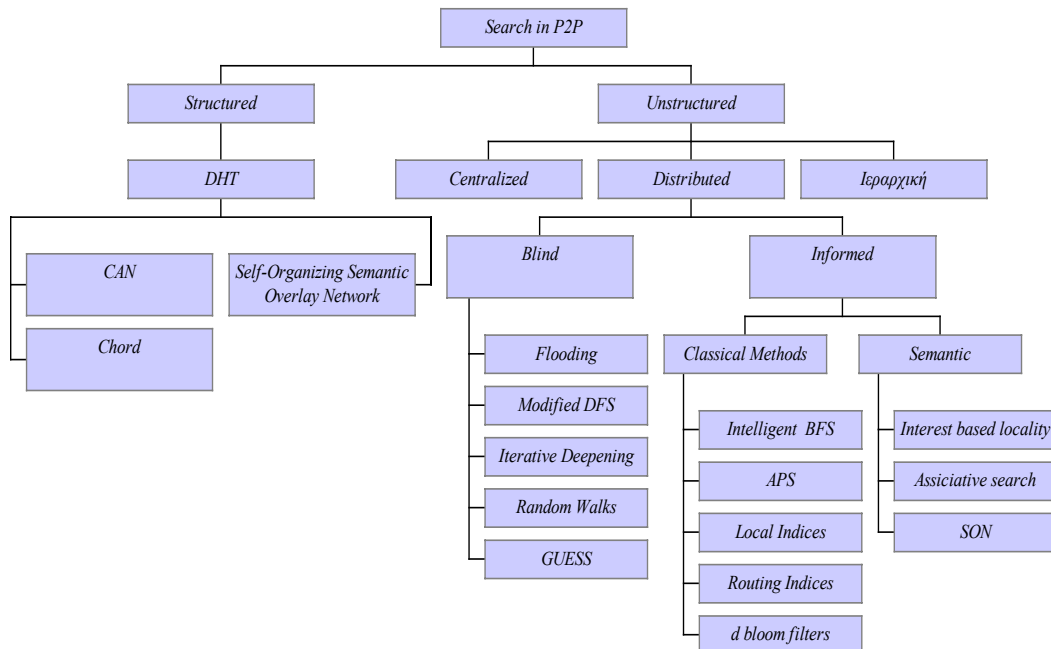 Search in P2P
Structured
Unstructured
DHT
Centralized
Distributed
Ιεραρχική
Blind
Informed
CAN
Self-Organizing Semantic
Overlay Network
Chord
Flooding
Classical Methods
Semantic
Modified DFS
Intelligent BFS
Interest based locality
Iterative Deepening
APS
Assiciative search
Random Walks
Local Indices
SON
GUESS
Routing Indices
d bloom filters